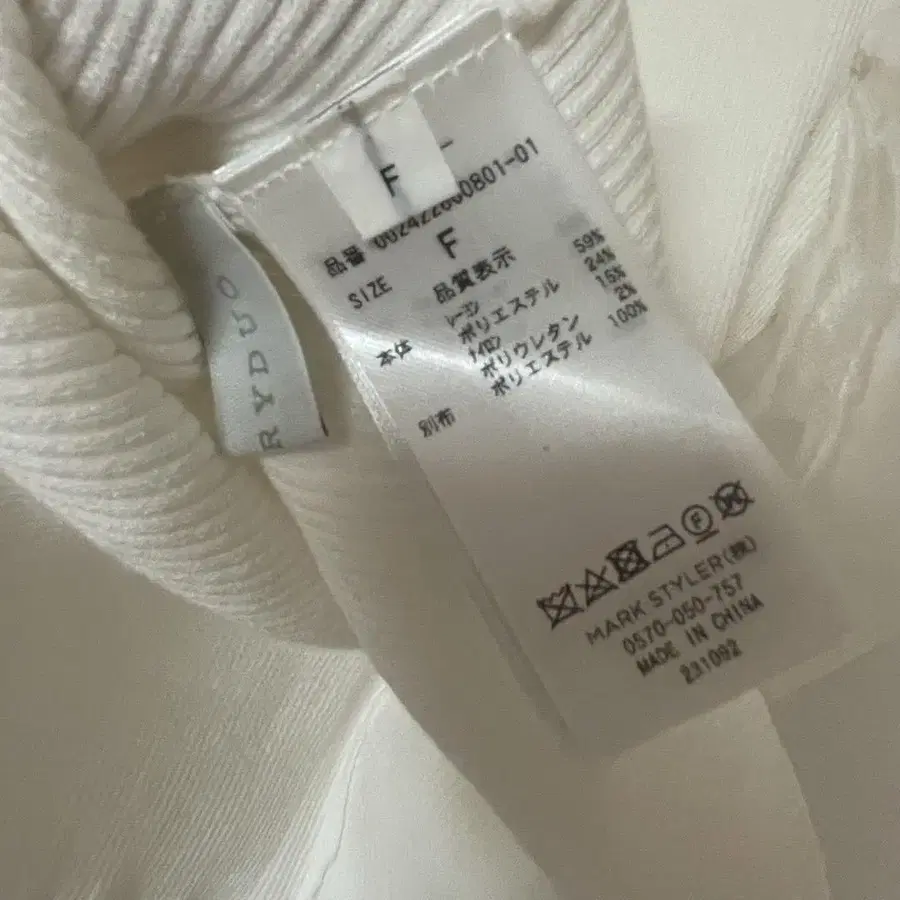 F
品番 002422800801-01
SIZE F
品質表示
本体 レーヨン 59%
ポリエステル 24%
ナイロン 15%
ポリウレタン 2%
別布 ポリエステル 100%
F
MARK STYLER(株)
0570-050-757
MADE IN CHINA
231092
RYDUO